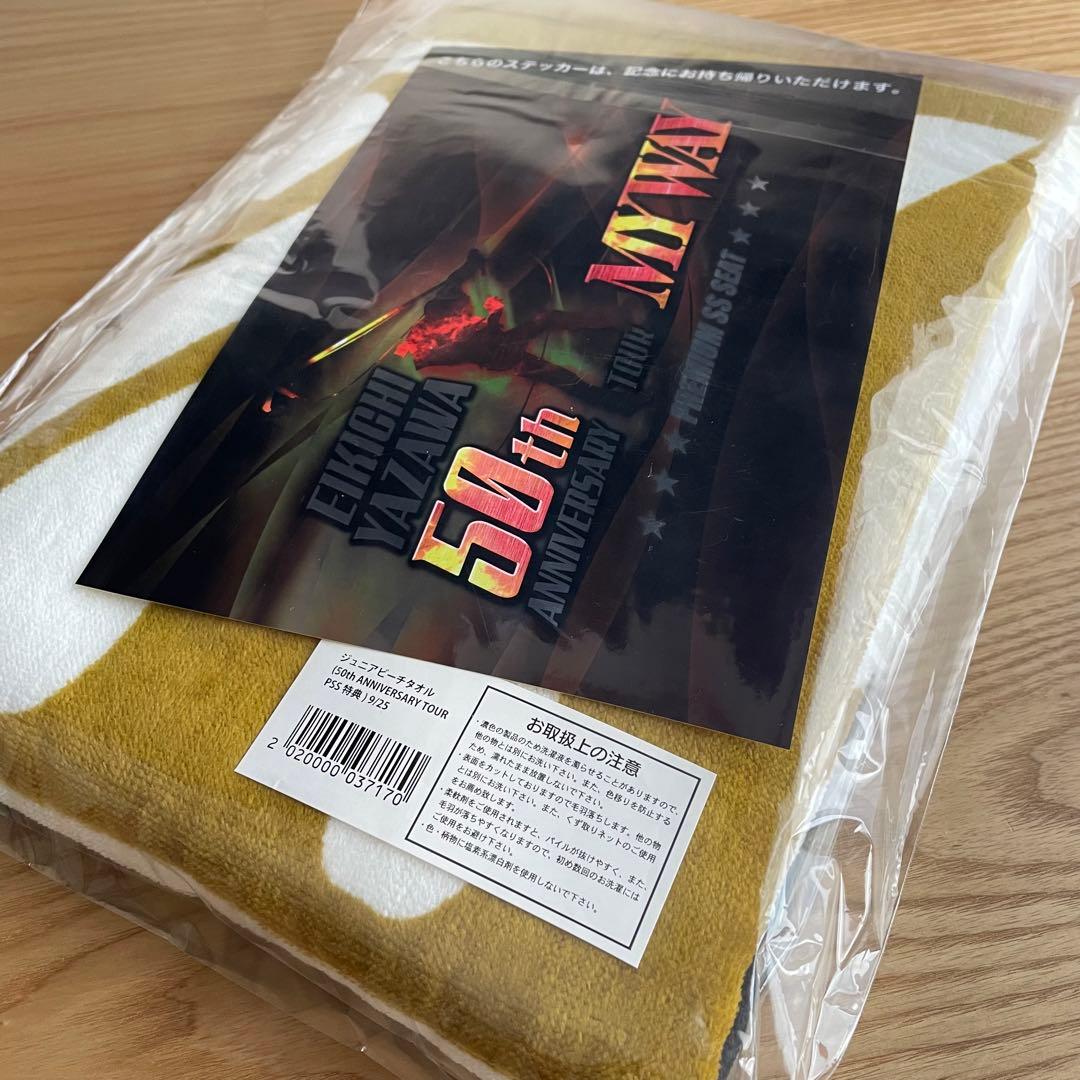 こちらのステッカーは、記念にお持ち帰りいただけます。
EIKICHI
YAZAWA
50th
ANNIVERSARY
TOUR
MYWAY
★★★ PREMIUM SS SEAT ★★★
ジュニアビーチタオル
(50th ANNIVERSARY TOUR
PSS 特典 ) 9/25
2 020000 037170
お取扱上の注意
・濃色の製品のため洗濯液を濁らせることがありますので、
他の物とは別にお洗い下さい。また、色移りを防止する
ため、濡れたまま放置しないで下さい。
・表面をカットしておりますので毛羽落ちします。他の物
とは別にお洗い下さい。また、くず取りネットのご使用
をお薦め致します。
・柔軟剤をご使用されますと、パイルが抜けやすく、また、
毛羽が落ちやすくなりますので、初め数回のお洗濯には
ご使用をお避け下さい。
・色・柄物に塩素系漂白剤を使用しないで下さい。